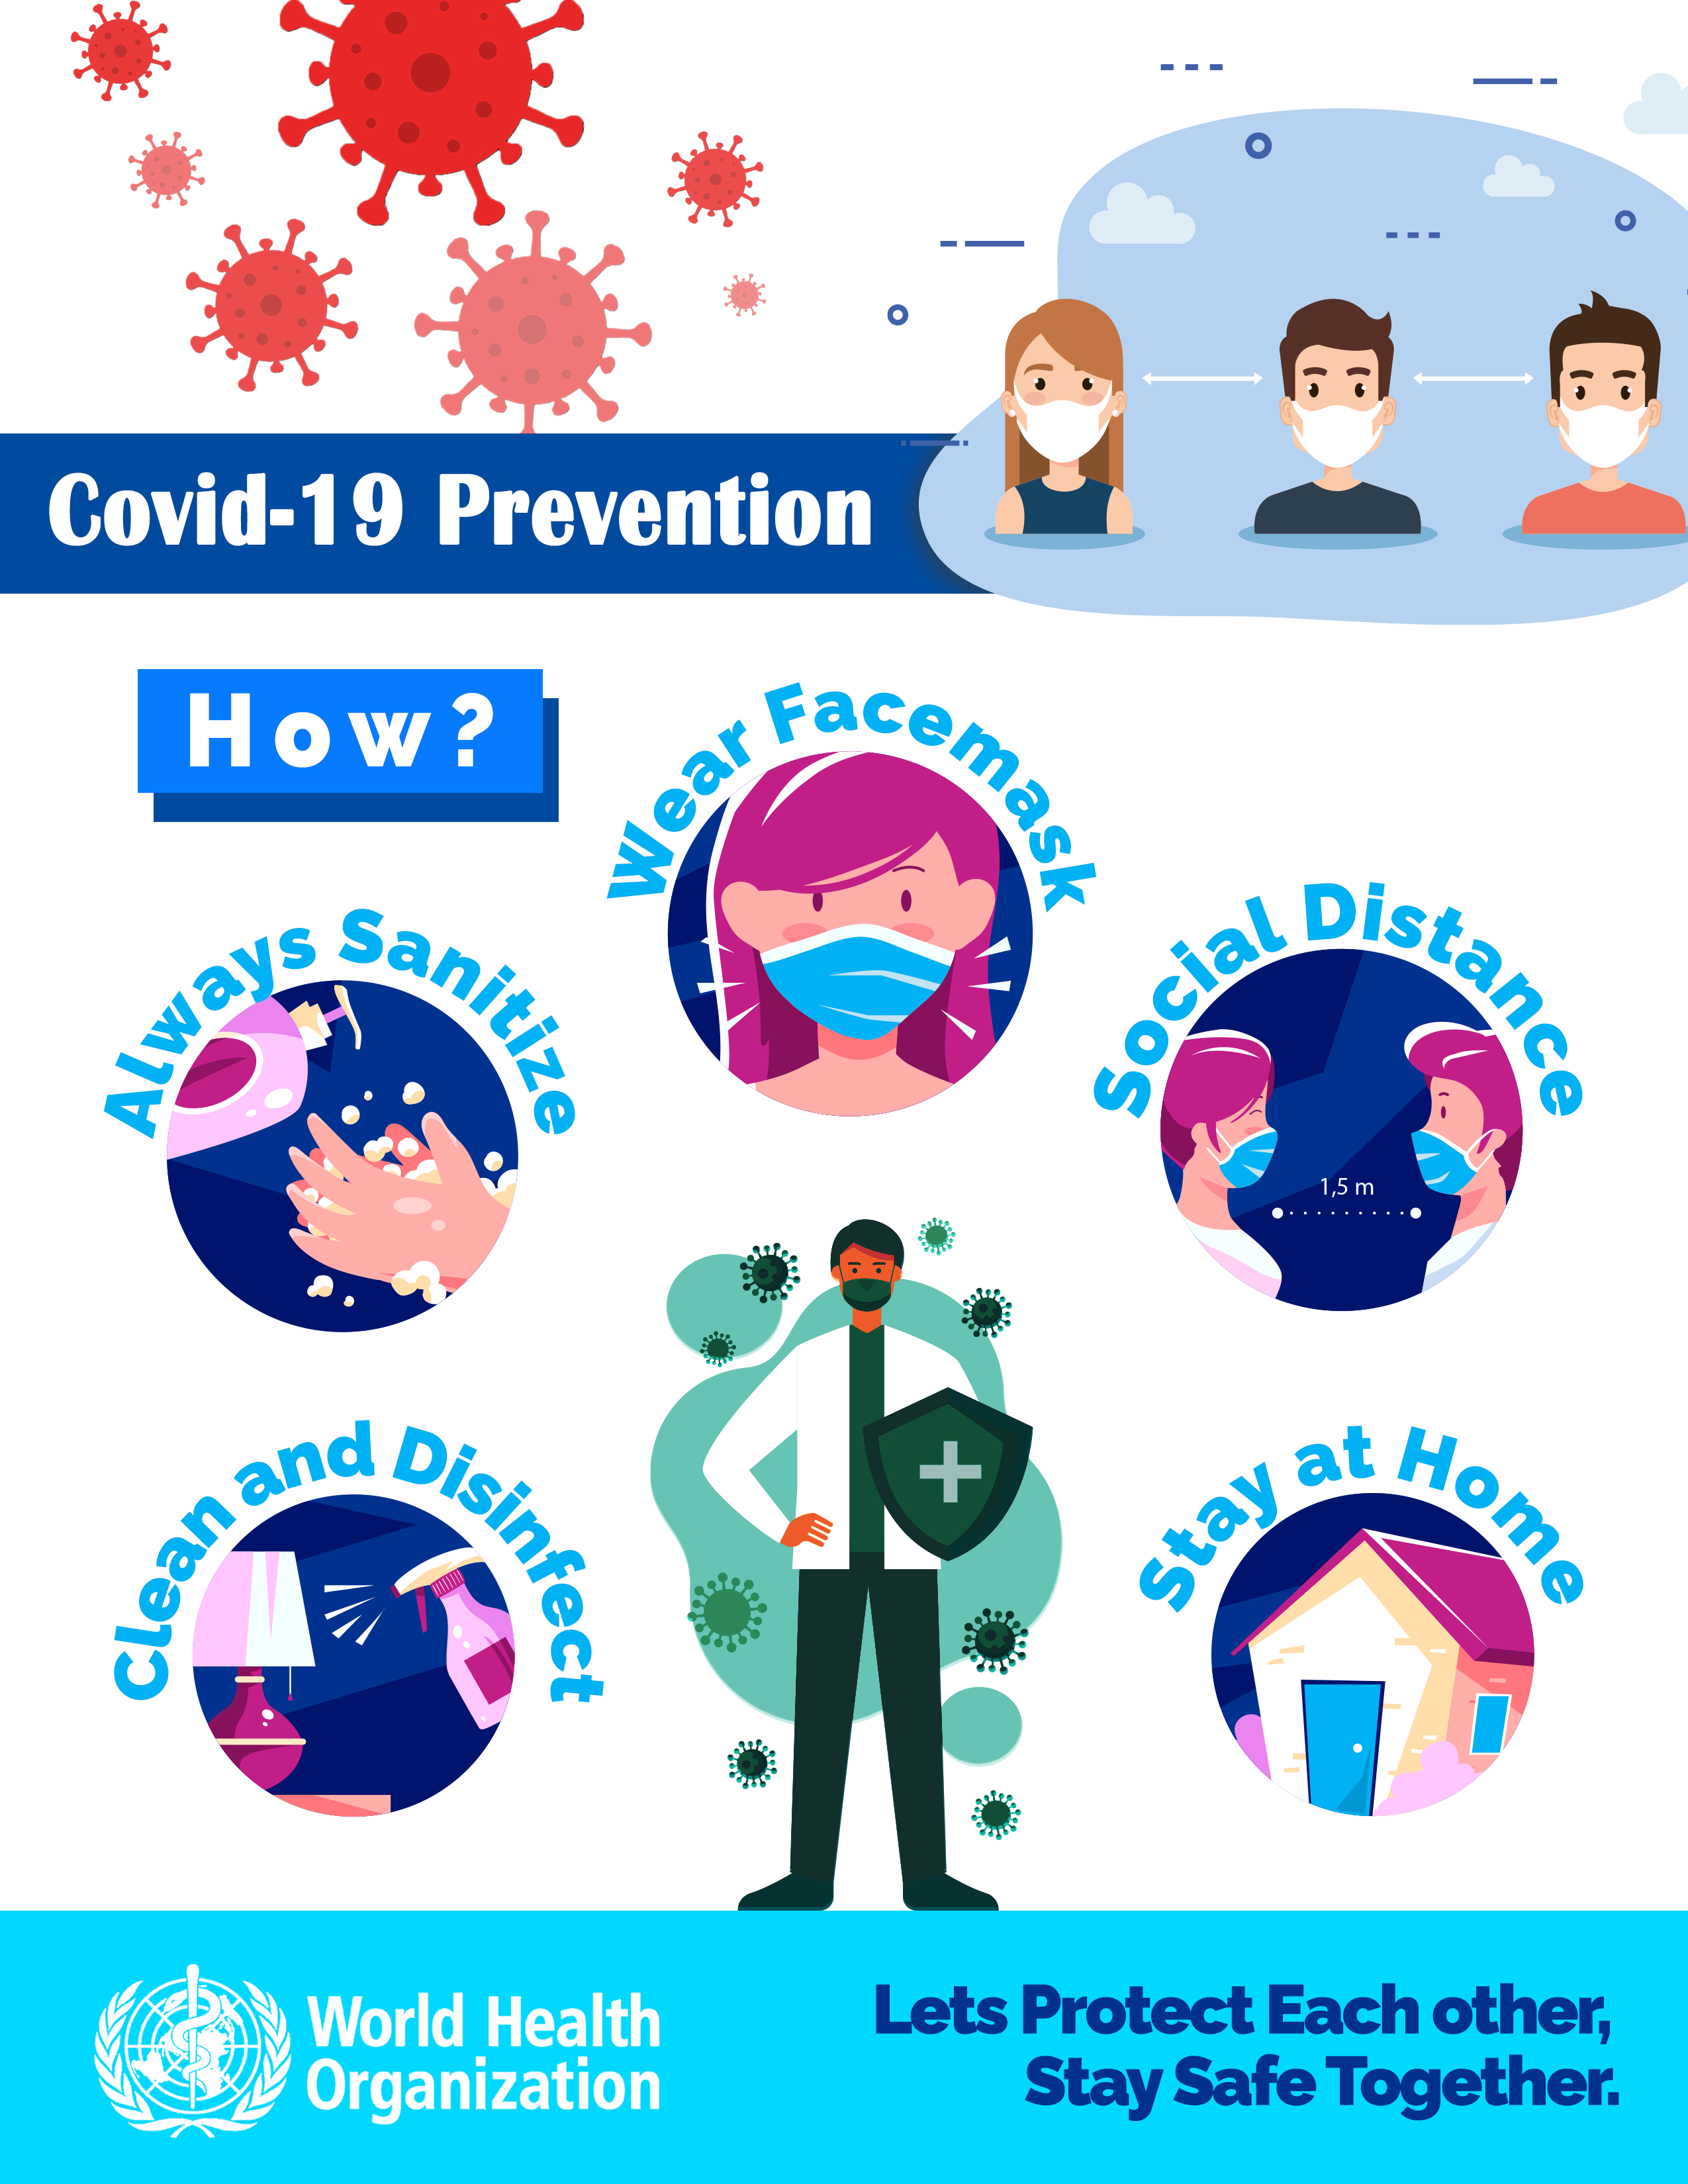 Covid-19 Prevention
How?
Wear Facemask
Always Sanitize
Social Distance
1,5 m
Clean and Disinfect
Stay at Home
World Health
Organization
Lets Protect Each other,
Stay Safe Together.